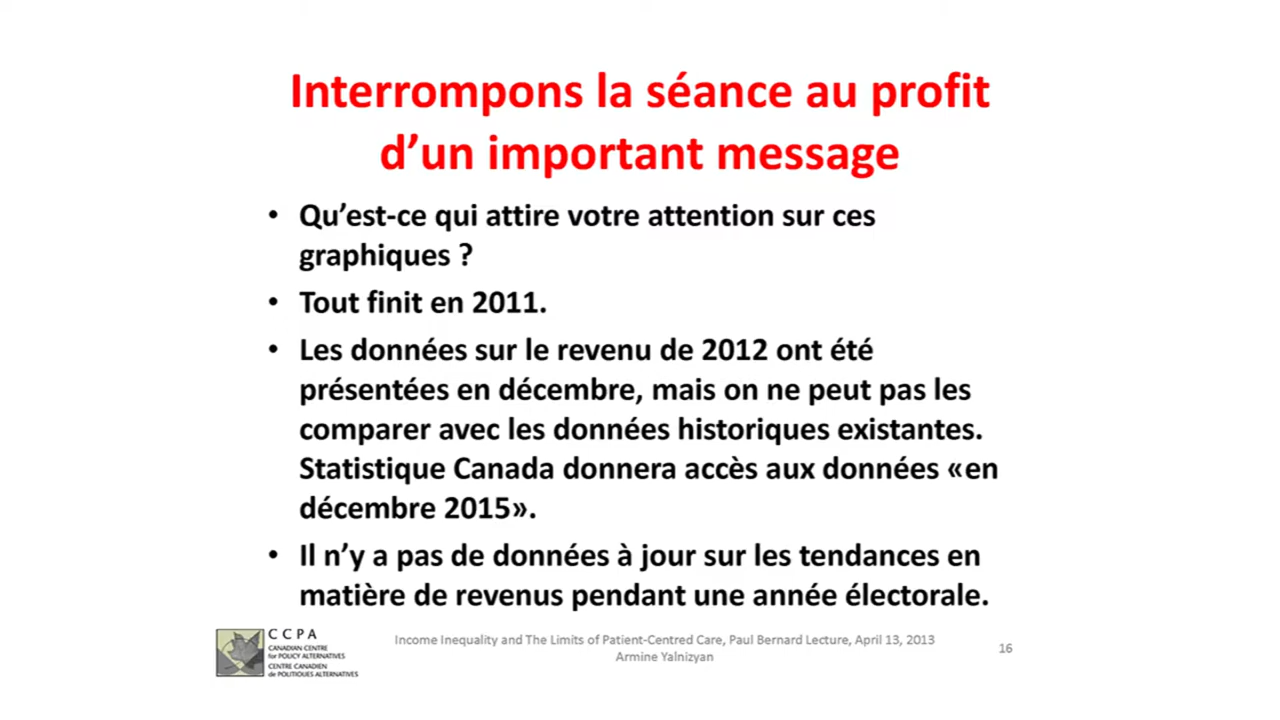 Interrompons la séance au profit
d’un important message
• Qu’est-ce qui attire votre attention sur ces
graphiques ?
• Tout finit en 2011.
• Les données sur le revenu de 2012 ont été
présentées en décembre, mais on ne peut pas les
comparer avec les données historiques existantes.
Statistique Canada donnera accès aux données «en
décembre 2015».
• Il n’y a pas de données à jour sur les tendances en
matière de revenus pendant une année électorale.
CCPA
CANADIAN CENTRE
for POLICY ALTERNATIVES
CENTRE CANADIEN
de POLITIQUES ALTERNATIVES
Income Inequality and The Limits of Patient-Centred Care, Paul Bernard Lecture, April 13, 2013
Armine Yalnizyan
16